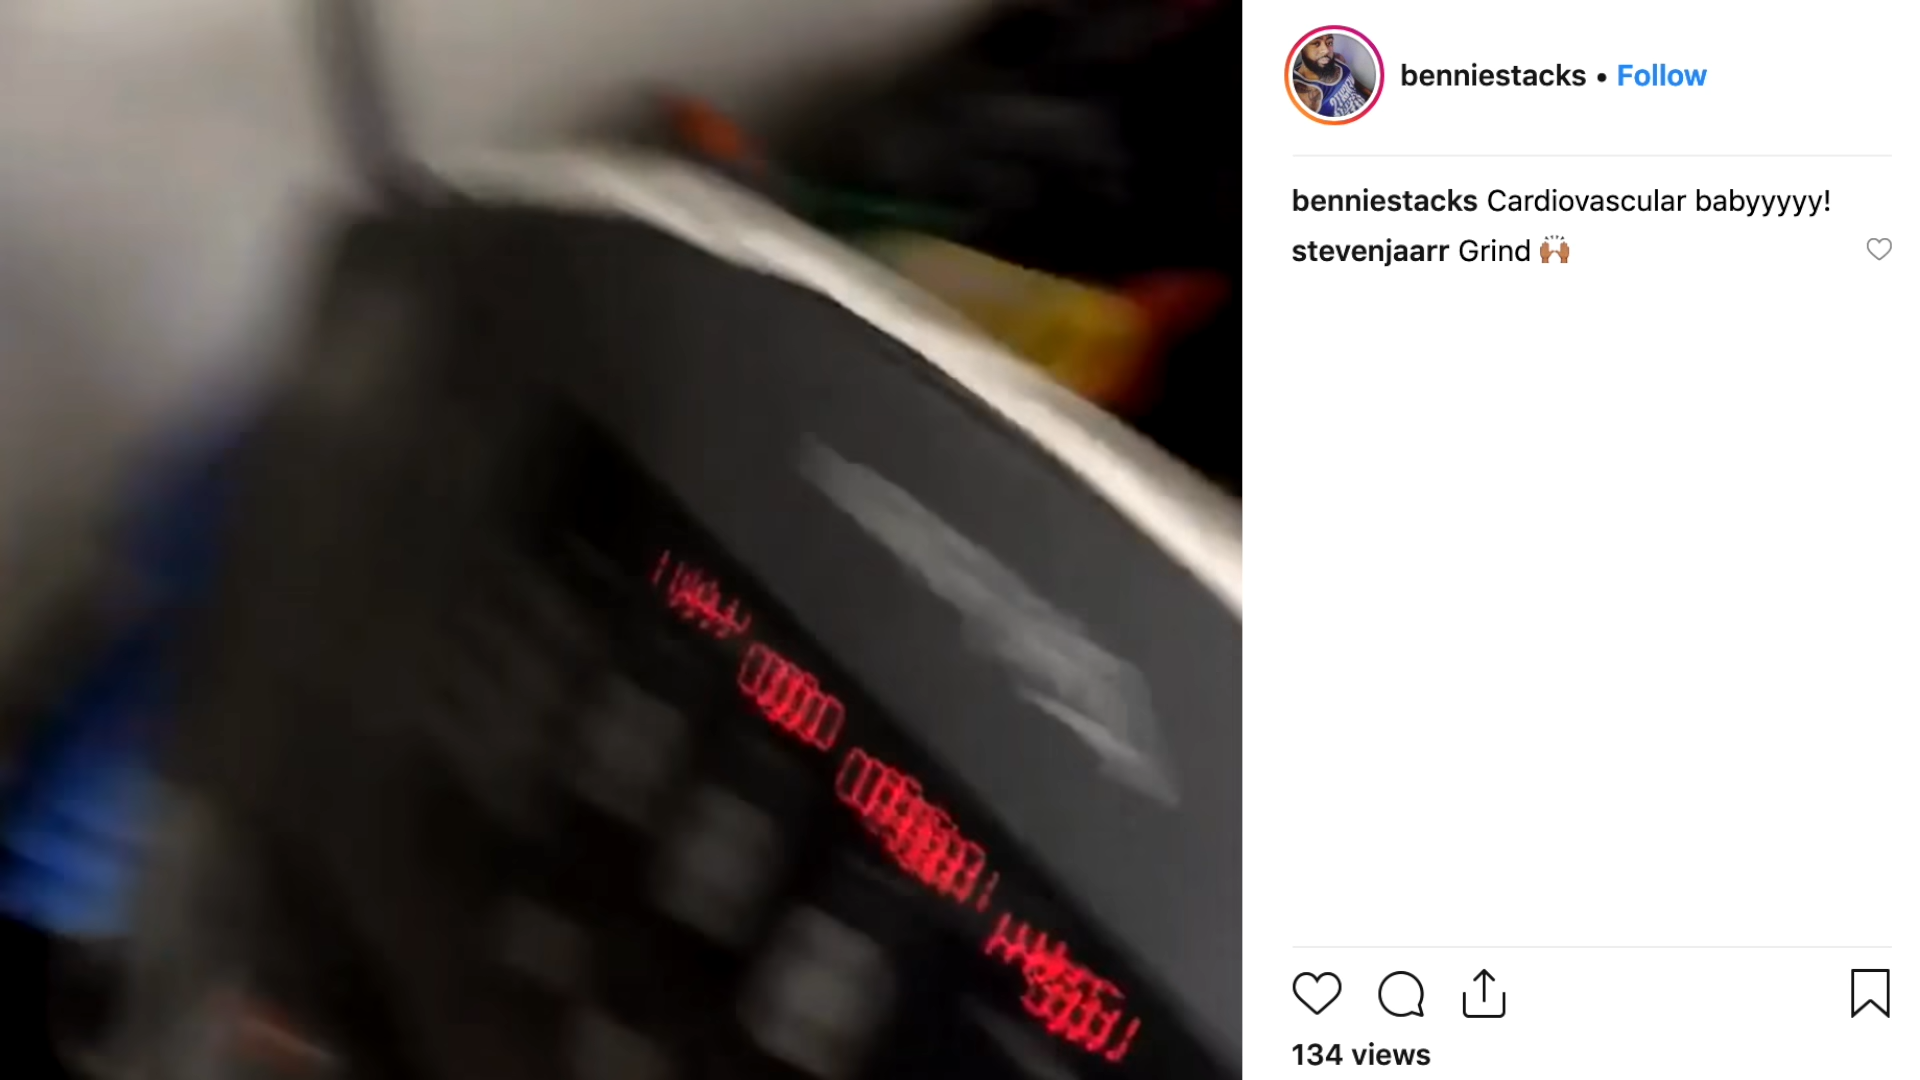 benniestacks • Follow
benniestacks Cardiovascular babyyyyy!
stevenjaarr Grind 🙌🏽
134 views